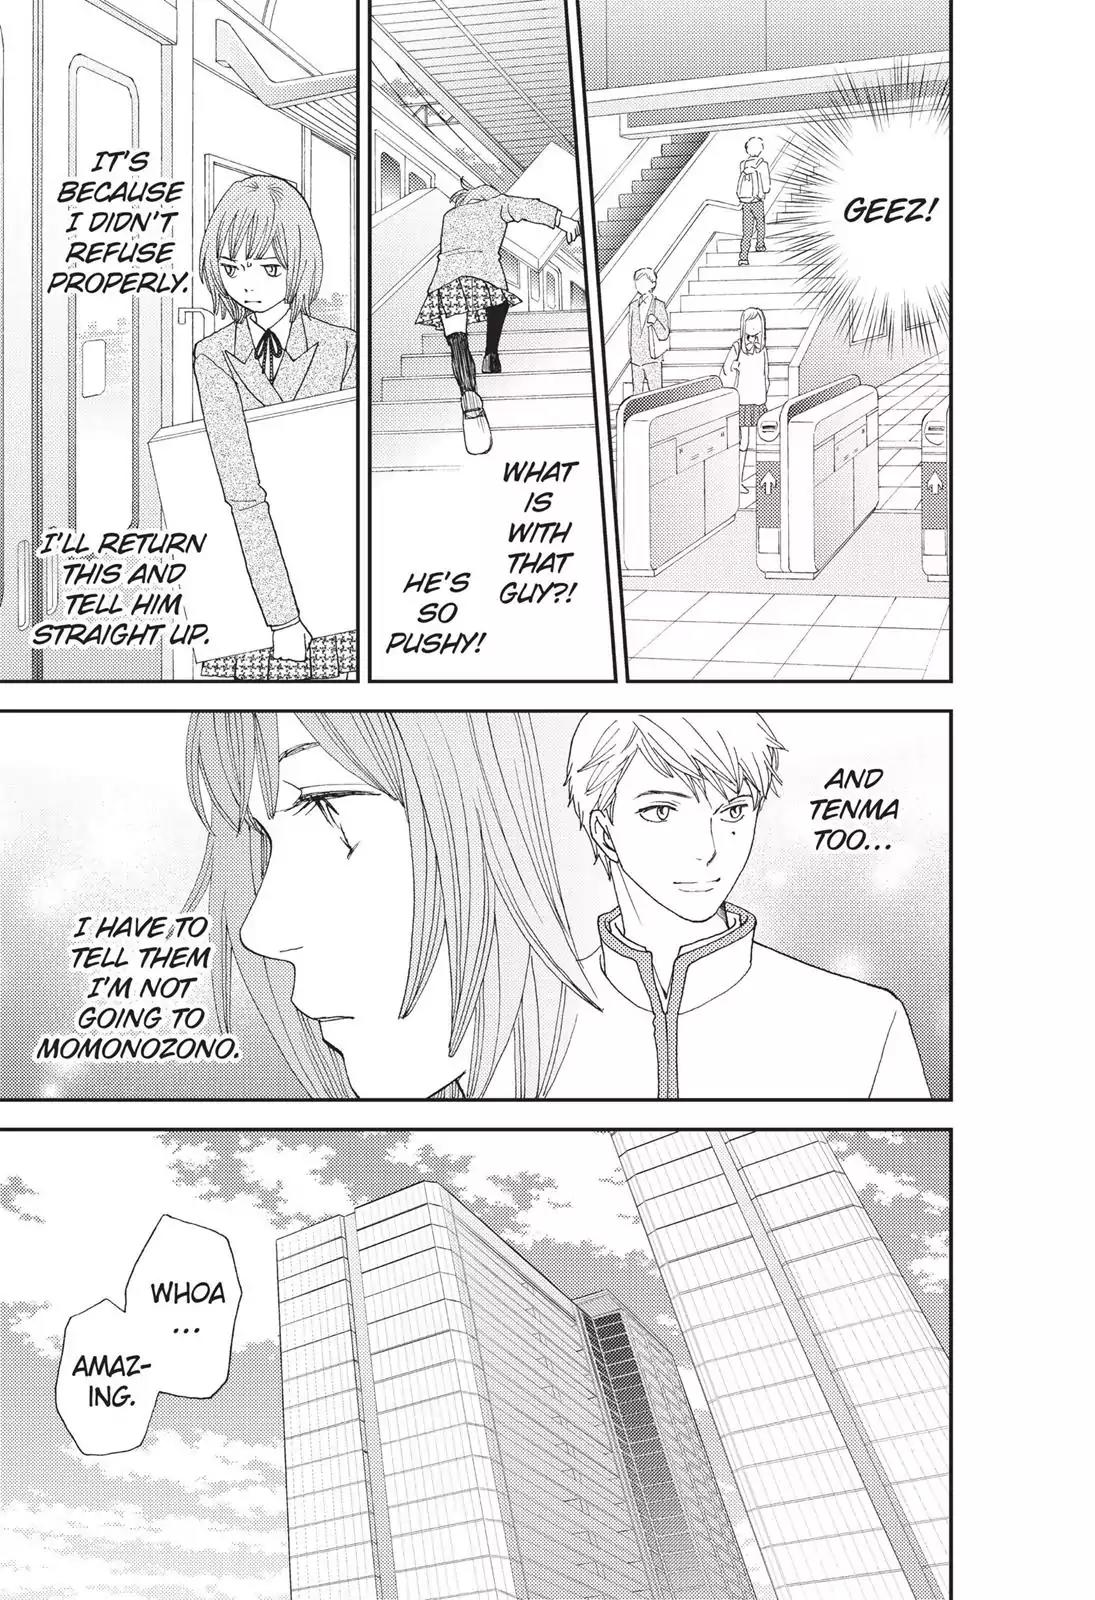 GEEZ!
WHAT
IS
WITH
THAT
GUY?!
HE'S
SO
PUSHY!
IT'S
BECAUSE
I DIDN'T
REFUSE
PROPERLY.
I'LL RETURN
THIS AND
TELL HIM
STRAIGHT UP.
AND
TENMA
TOO...
I HAVE TO
TELL THEM
I'M NOT
GOING TO
MOMONOZONO.
WHOA
...
AMAZ-
ING.